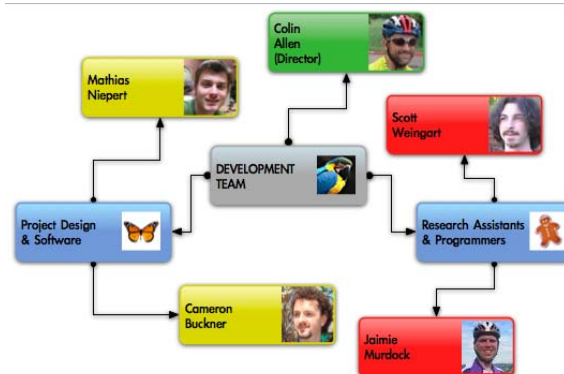 Colin
Allen
(Director)
Mathias
Niepert
Scott
Weingart
DEVELOPMENT
TEAM
Project Design
& Software
Research Assistants
& Programmers
Cameron
Buckner
Jaimie
Murdock